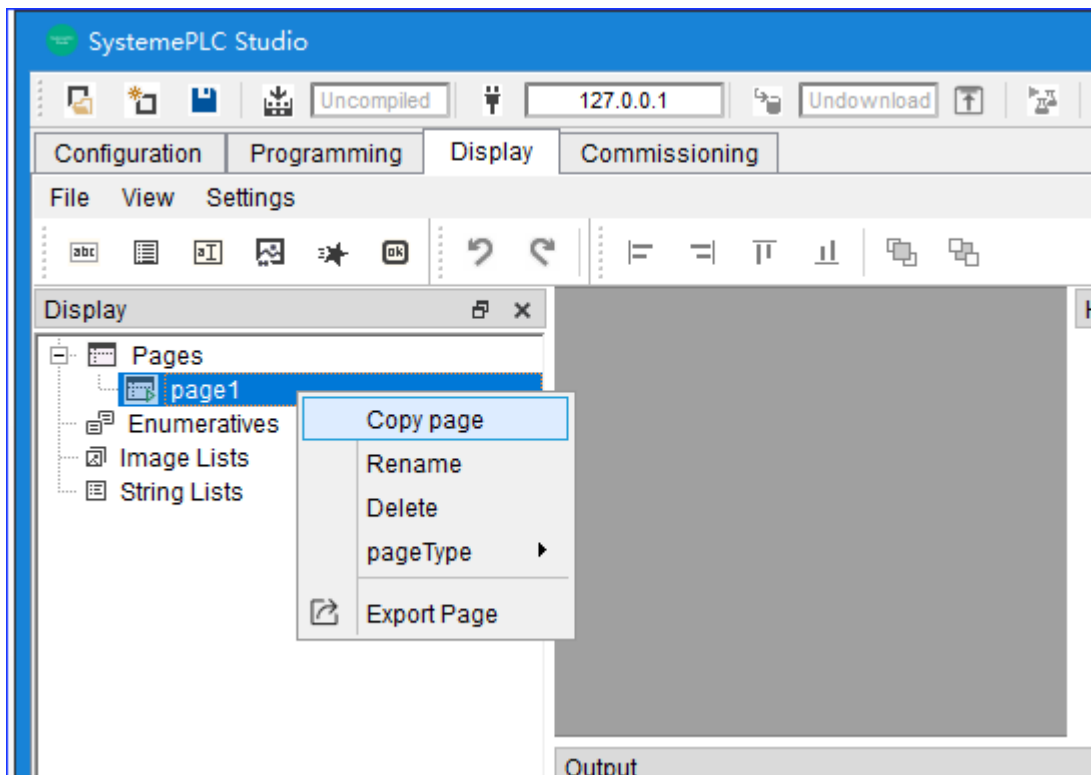 SystemePLC Studio
Uncompiled 127.0.0.1 Undownload
Configuration Programming Display Commissioning
File View Settings
abc a ok
Display
Pages
page1
Enumeratives
Image Lists
String Lists
Copy page
Rename
Delete
pageType
Export Page
H
Output